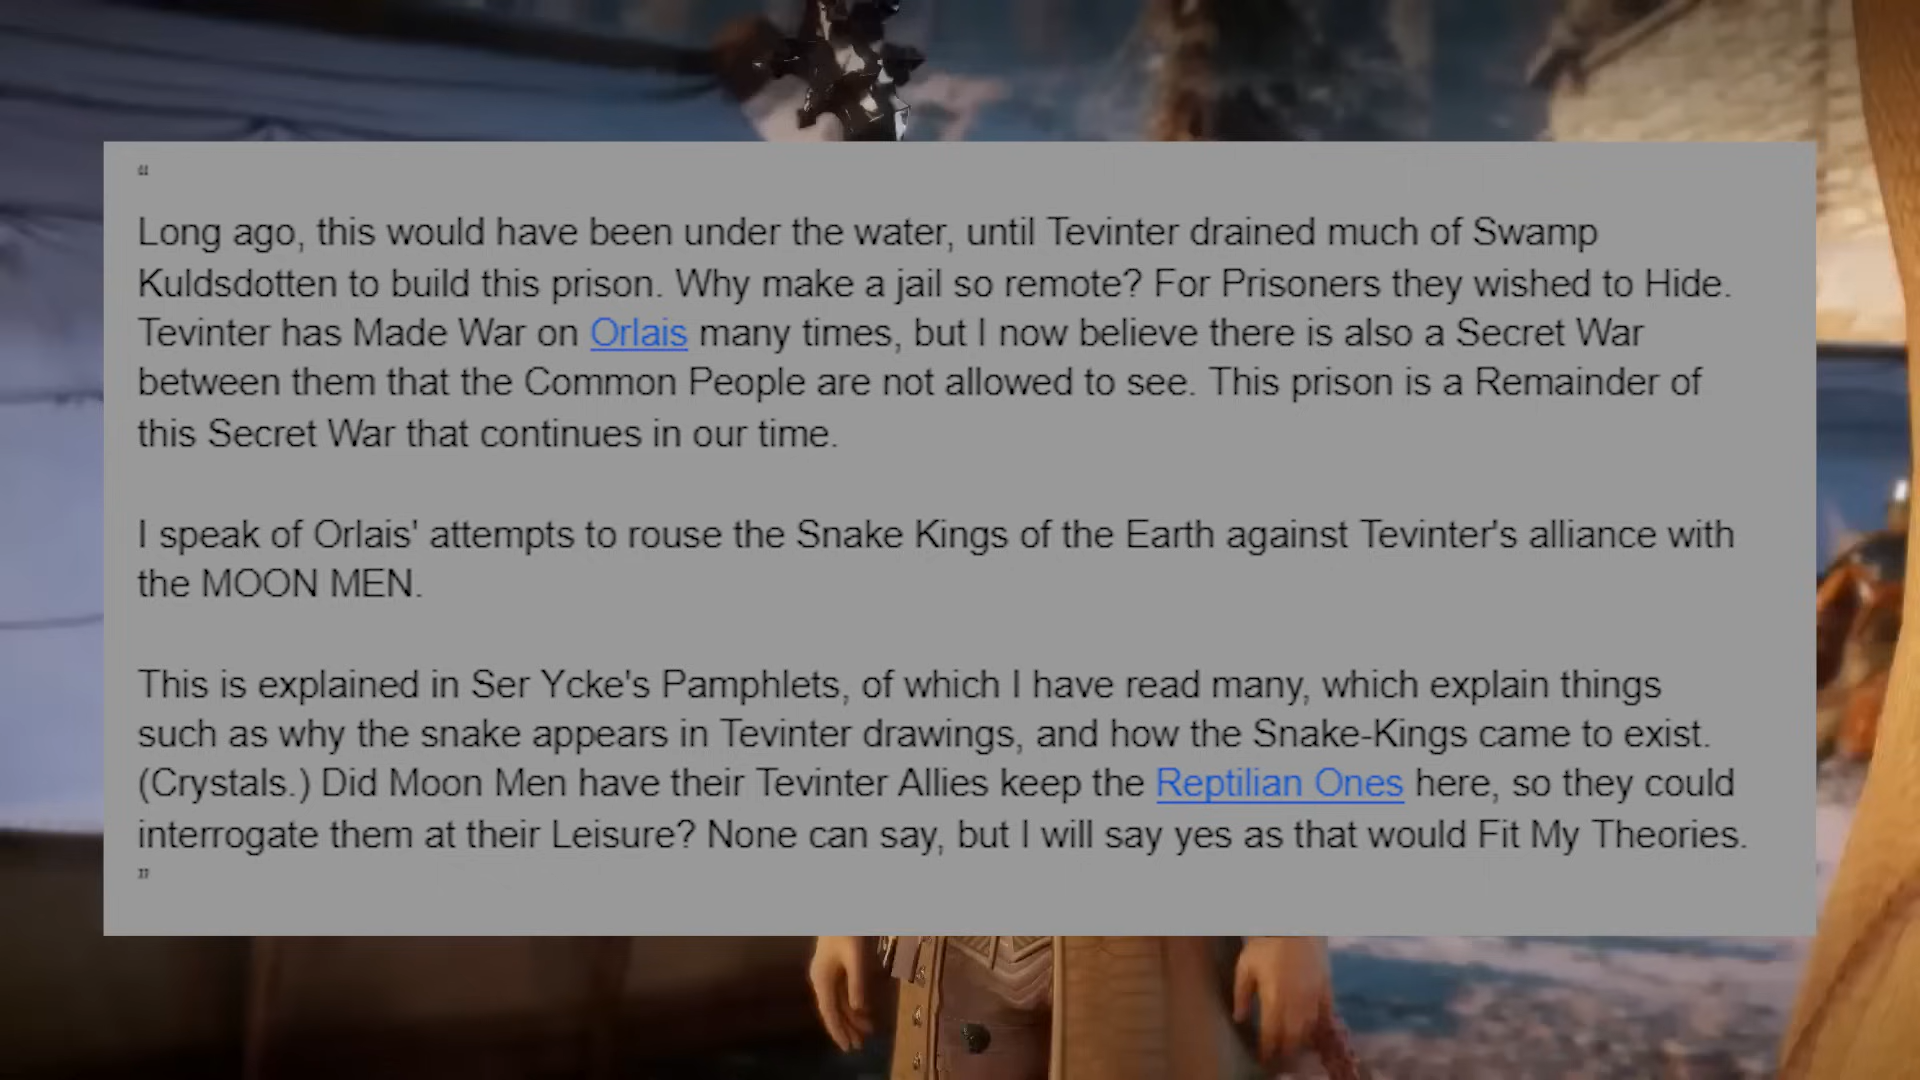 “
Long ago, this would have been under the water, until Tevinter drained much of Swamp
Kuldsdotten to build this prison. Why make a jail so remote? For Prisoners they wished to Hide.
Tevinter has Made War on Orlais many times, but I now believe there is also a Secret War
between them that the Common People are not allowed to see. This prison is a Remainder of
this Secret War that continues in our time.
I speak of Orlais' attempts to rouse the Snake Kings of the Earth against Tevinter's alliance with
the MOON MEN.
This is explained in Ser Ycke's Pamphlets, of which I have read many, which explain things
such as why the snake appears in Tevinter drawings, and how the Snake-Kings came to exist.
(Crystals.) Did Moon Men have their Tevinter Allies keep the Reptilian Ones here, so they could
interrogate them at their Leisure? None can say, but I will say yes as that would Fit My Theories.
”